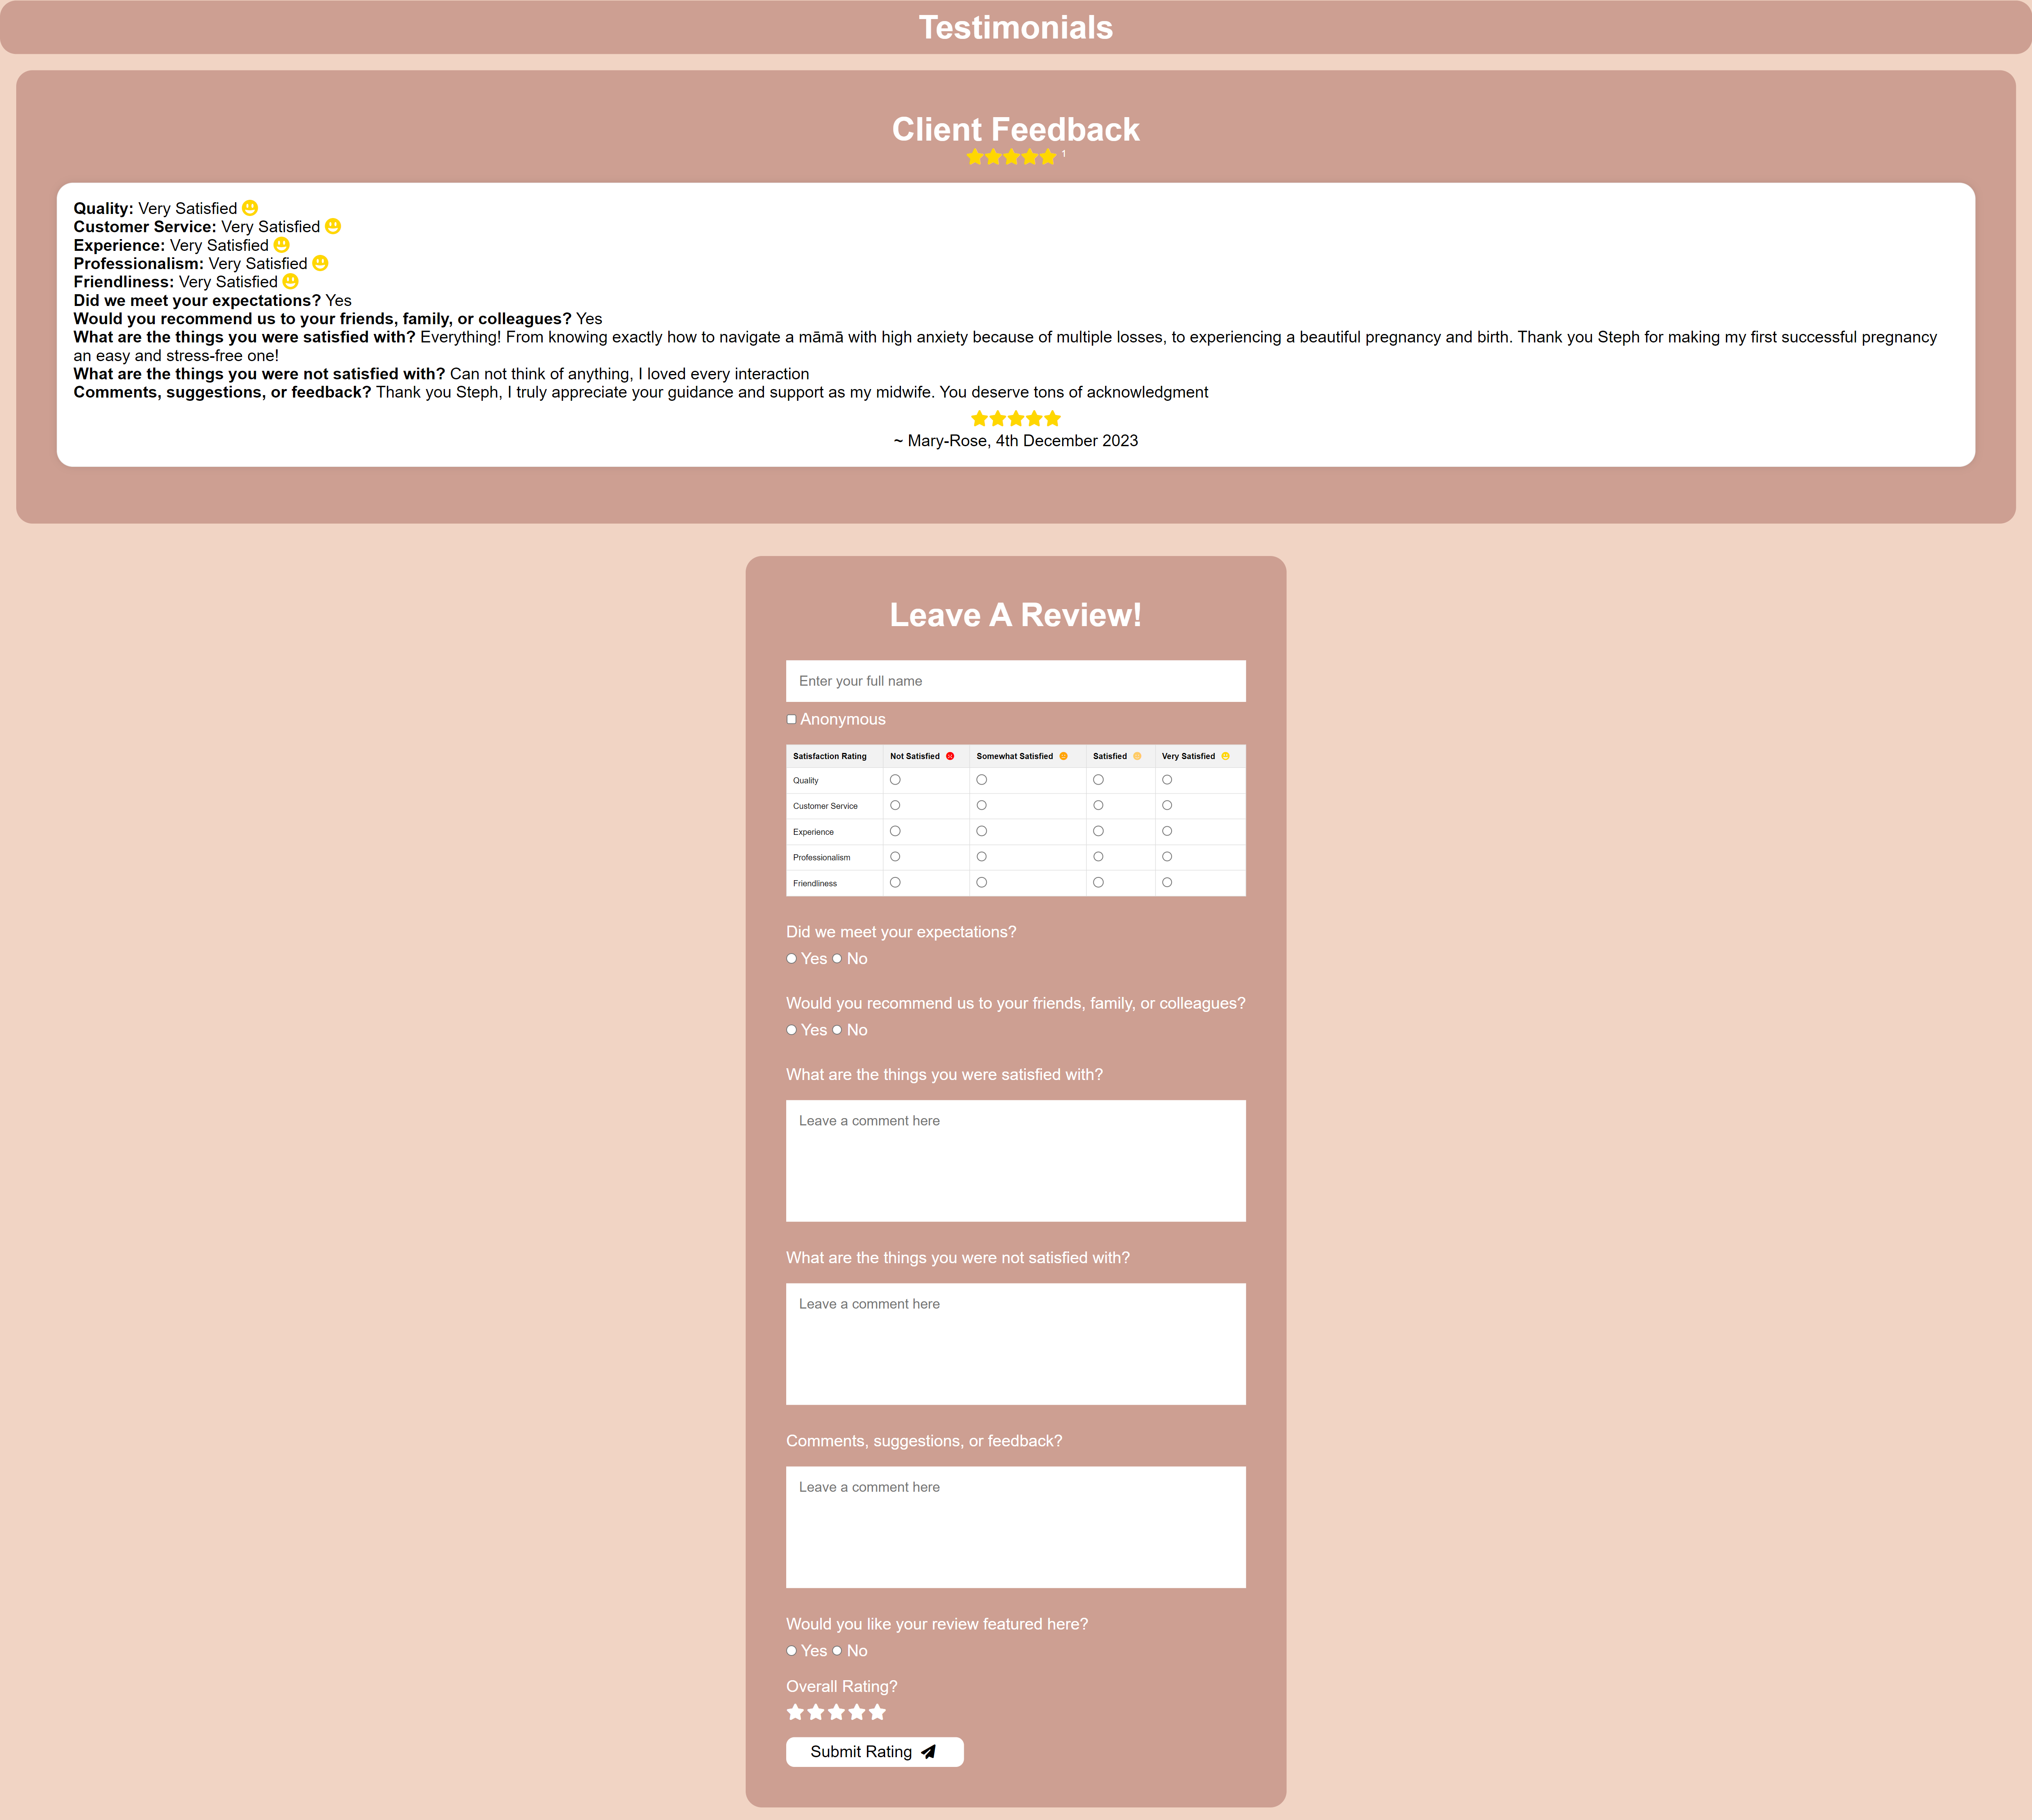 Testimonials
Client Feedback
1
Quality: Very Satisfied
Customer Service: Very Satisfied
Experience: Very Satisfied
Professionalism: Very Satisfied
Friendliness: Very Satisfied
Did we meet your expectations? Yes
Would you recommend us to your friends, family, or colleagues? Yes
What are the things you were satisfied with? Everything! From knowing exactly how to navigate a māmā with high anxiety because of multiple losses, to experiencing a beautiful pregnancy and birth. Thank you Steph for making my first successful pregnancy
an easy and stress-free one!
What are the things you were not satisfied with? Can not think of anything, I loved every interaction
Comments, suggestions, or feedback? Thank you Steph, I truly appreciate your guidance and support as my midwife. You deserve tons of acknowledgment
~ Mary-Rose, 4th December 2023
Leave A Review!
Enter your full name
Anonymous
Satisfaction Rating Not Satisfied Somewhat Satisfied Satisfied Very Satisfied
Quality
Customer Service
Experience
Professionalism
Friendliness
Did we meet your expectations?
Yes No
Would you recommend us to your friends, family, or colleagues?
Yes No
What are the things you were satisfied with?
Leave a comment here
What are the things you were not satisfied with?
Leave a comment here
Comments, suggestions, or feedback?
Leave a comment here
Would you like your review featured here?
Yes No
Overall Rating?
Submit Rating